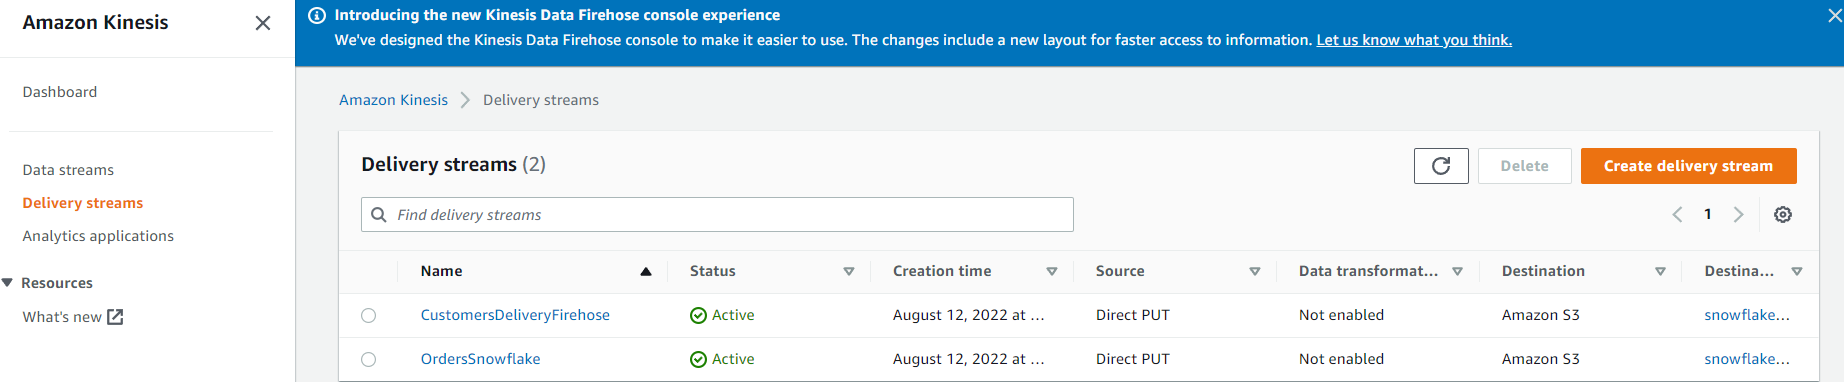 Amazon Kinesis
Dashboard
Data streams
Delivery streams
Analytics applications
Resources
What's new
Introducing the new Kinesis Data Firehose console experience
We've designed the Kinesis Data Firehose console to make it easier to use. The changes include a new layout for faster access to information. Let us know what you think.
Amazon Kinesis Delivery streams
Delivery streams (2)
Delete
Create delivery stream
Find delivery streams
1
Name Status Creation time Source Data transformat... Destination Destina...
CustomersDeliveryFirehose Active August 12, 2022 at ... Direct PUT Not enabled Amazon S3 snowflake...
OrdersSnowflake Active August 12, 2022 at ... Direct PUT Not enabled Amazon S3 snowflake...